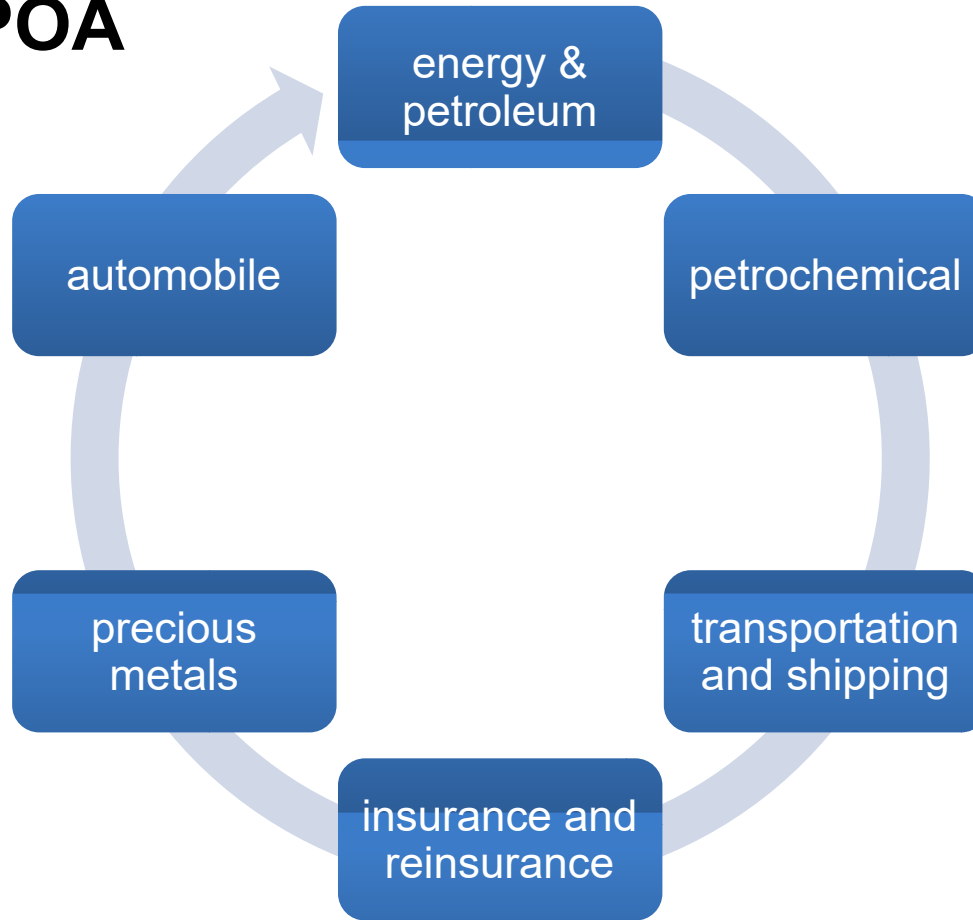 POA
energy &
petroleum
petrochemical
transportation
and shipping
insurance and
reinsurance
precious
metals
automobile